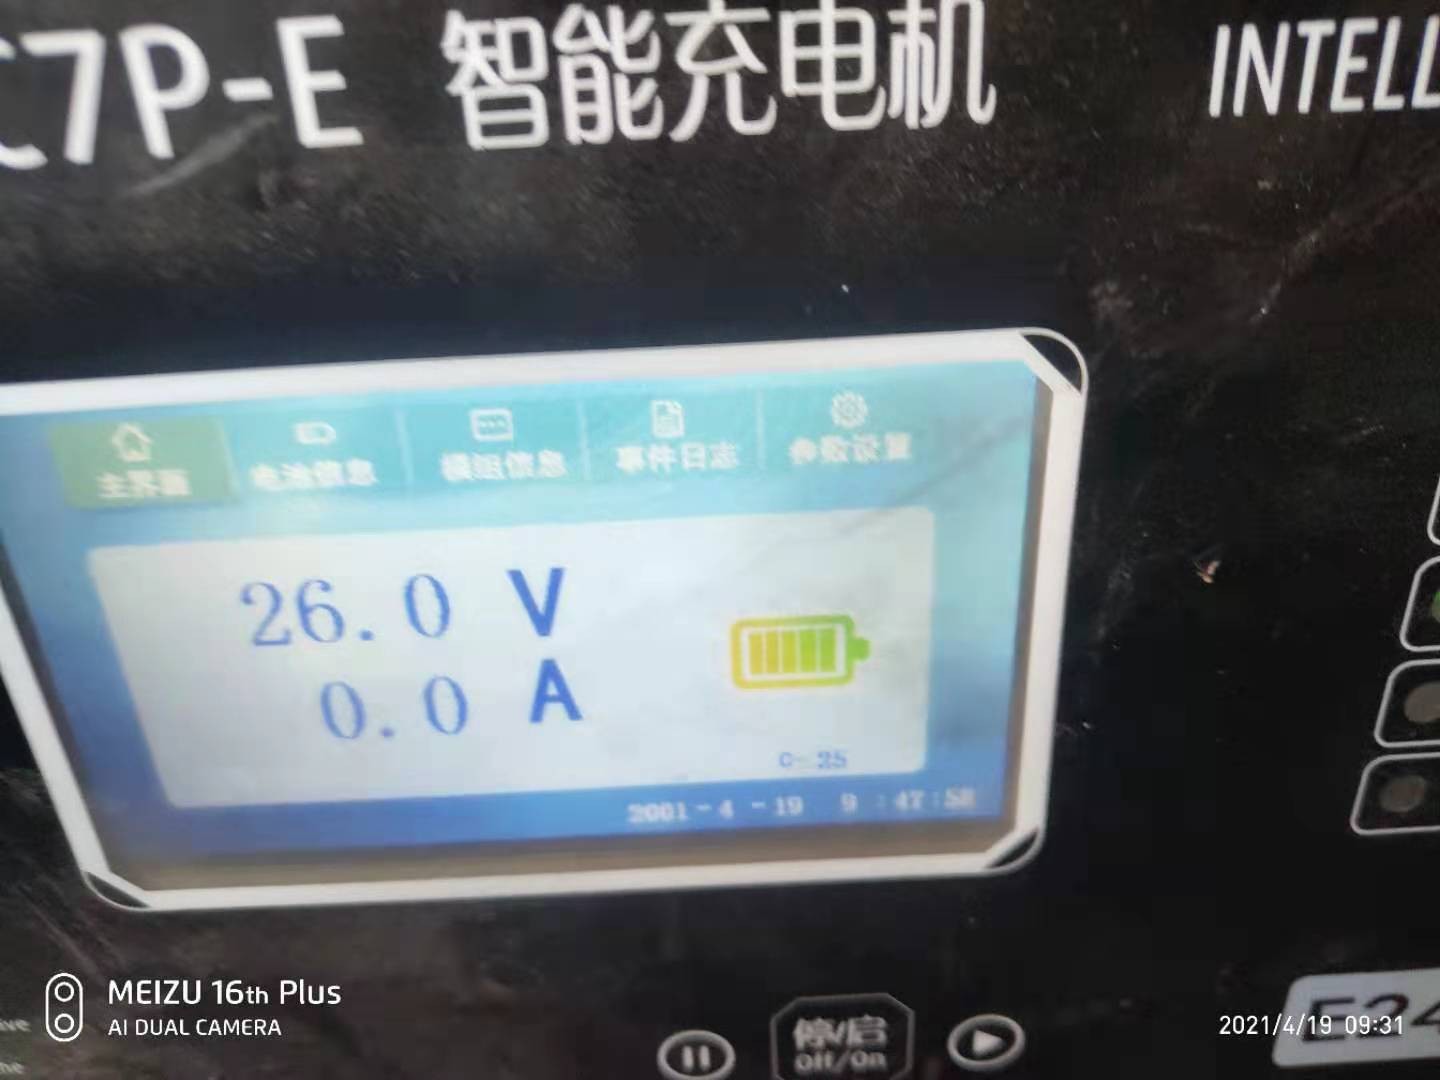 C7P-E 智能充电机 INTELL
主界面 电池信息 模组信息 事件日志 参数设置
26.0 V
0.0 A
C- 25
2001-4-19 9:47:58
MEIZU 16th Plus
AI DUAL CAMERA
停/启
Off/On
2021/4/19 09:31
E24